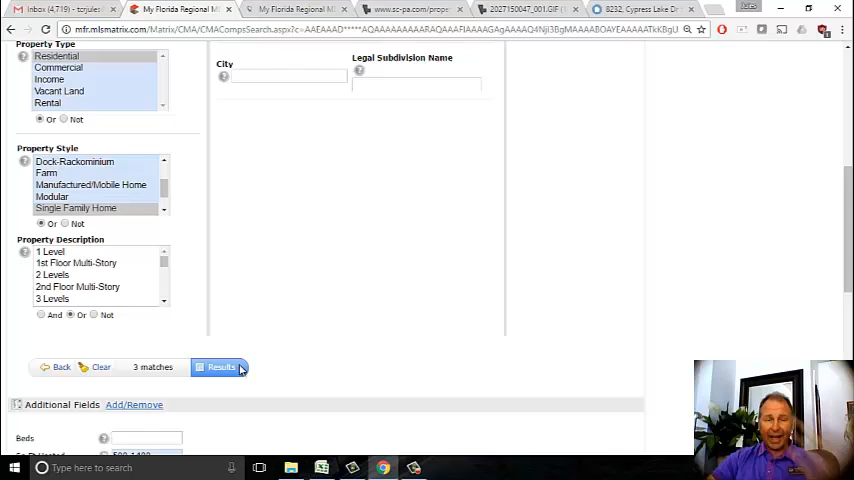 Jules
Inbox (4,719) - tcrjules@
My Florida Regional MLS
My Florida Regional MLS
www.sc-pa.com/prope
2027150047_001.GIF
8232, Cypress Lake Dr
mfr.mlsmatrix.com/Matrix/CMA/CMACompsSearch.aspx?
Property Type
Residential
Commercial
Income
Vacant Land
Rental
Or Not
City
Legal Subdivision Name
Property Style
Dock-Rackominium
Farm
Manufactured/Mobile Home
Modular
Single Family Home
Or Not
Property Description
1 Level
1st Floor Multi-Story
2 Levels
2nd Floor Multi-Story
3 Levels
And Or Not
Back Clear 3 matches Results
Additional Fields Add/Remove
Beds
Type here to search